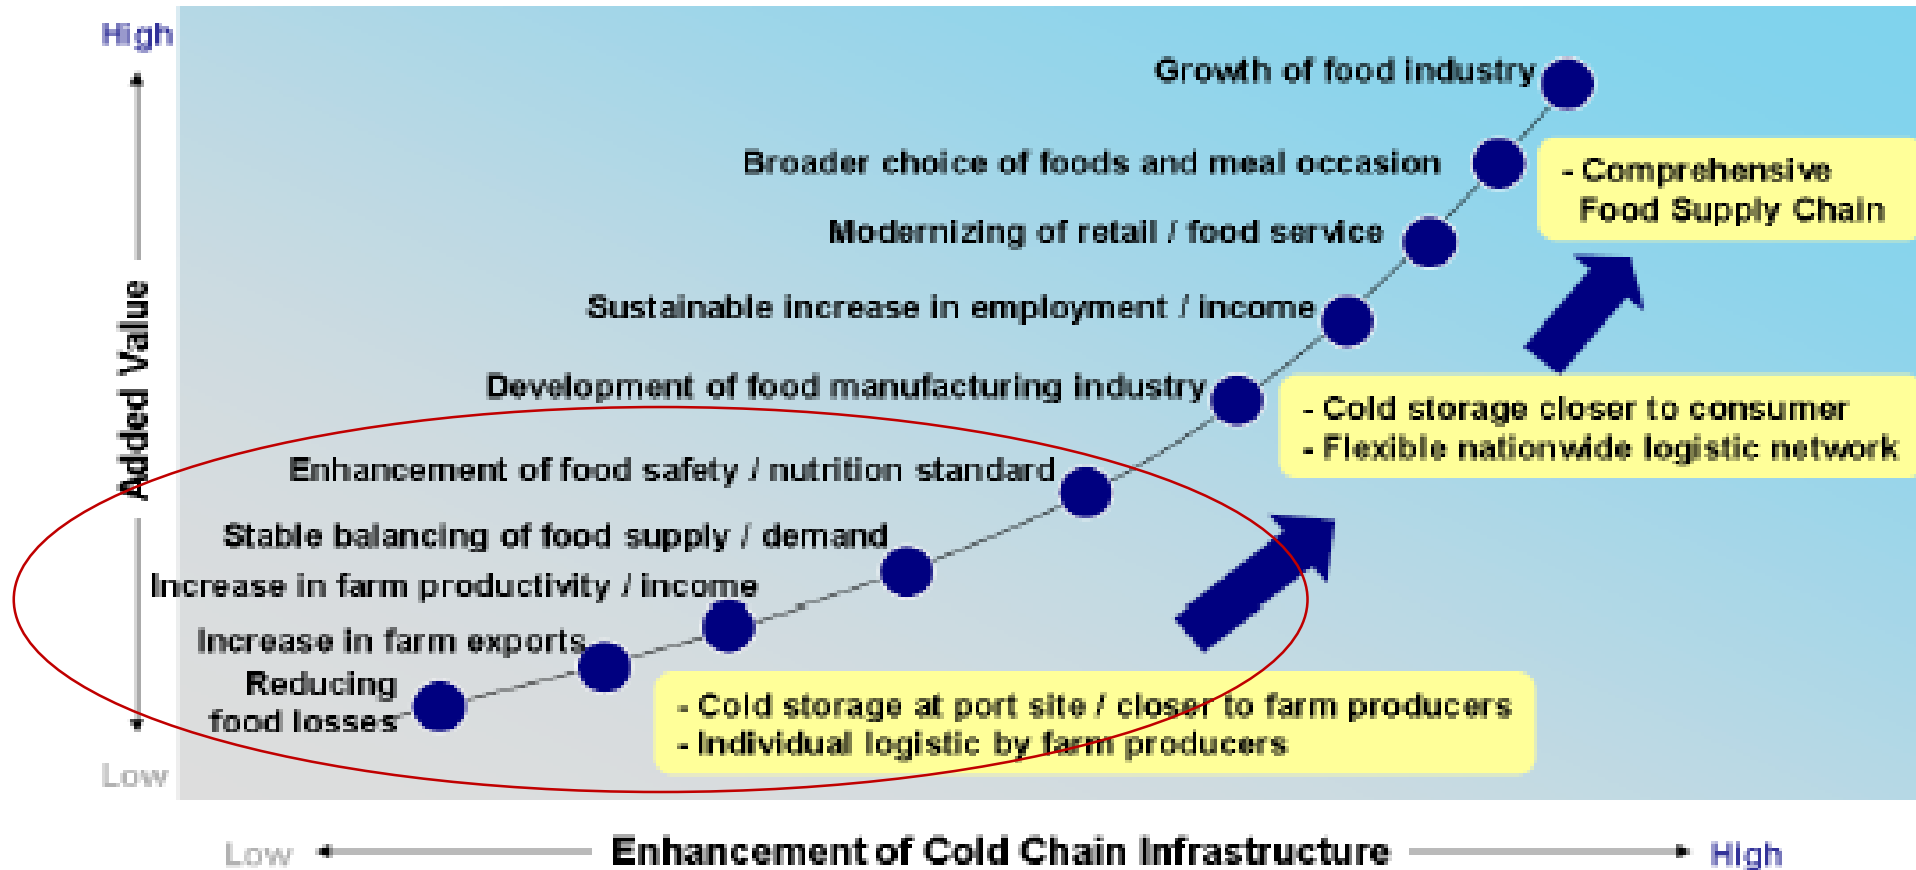 High
Growth of food industry
Broader choice of foods and meal occasion
- Comprehensive
Food Supply Chain
Modernizing of retail / food service
Sustainable increase in employment / income
Added Value
Development of food manufacturing industry
- Cold storage closer to consumer
- Flexible nationwide logistic network
Enhancement of food safety / nutrition standard
Stable balancing of food supply / demand
Increase in farm productivity / income
Increase in farm exports
Reducing
food losses
- Cold storage at port site / closer to farm producers
- Individual logistic by farm producers
Low
Low
Enhancement of Cold Chain Infrastructure
High